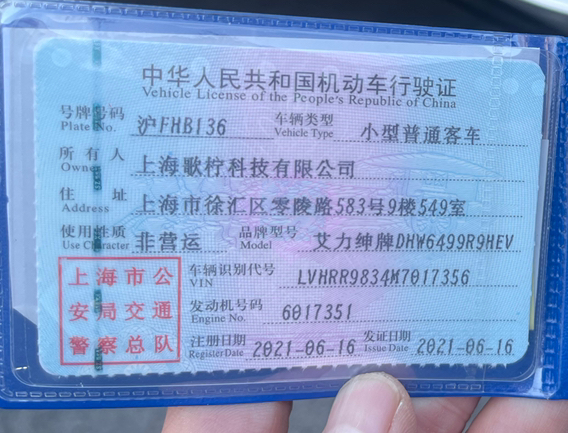 中华人民共和国机动车行驶证
Vehicle License of the People's Republic of China
号牌号码 沪FHB136 车辆类型 小型普通客车
Plate No. Vehicle Type
所有人 上海歌柠科技有限公司
Owner
住址 上海市徐汇区零陵路583号9楼549室
Address
使用性质 非营运 品牌型号 艾力绅牌DHW6499R9HEV
Use Character Model
上海市公安局交通警察总队
车辆识别代号 LVHRR9834M7017356
VIN
发动机号码 6017351
Engine No.
注册日期 2021-06-16 发证日期 2021-06-16
Register Date Issue Date